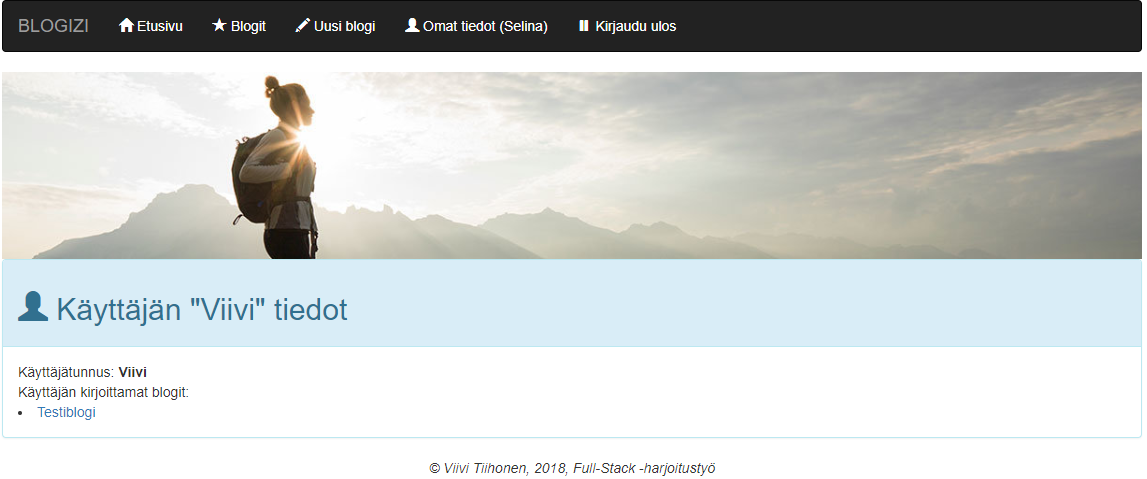 BLOGIZI Etusivu Blogit Uusi blogi Omat tiedot (Selina) Kirjaudu ulos
Käyttäjän "Viivi" tiedot
Käyttäjätunnus: Viivi
Käyttäjän kirjoittamat blogit:
• Testiblogi
© Viivi Tiihonen, 2018, Full-Stack -harjoitustyö